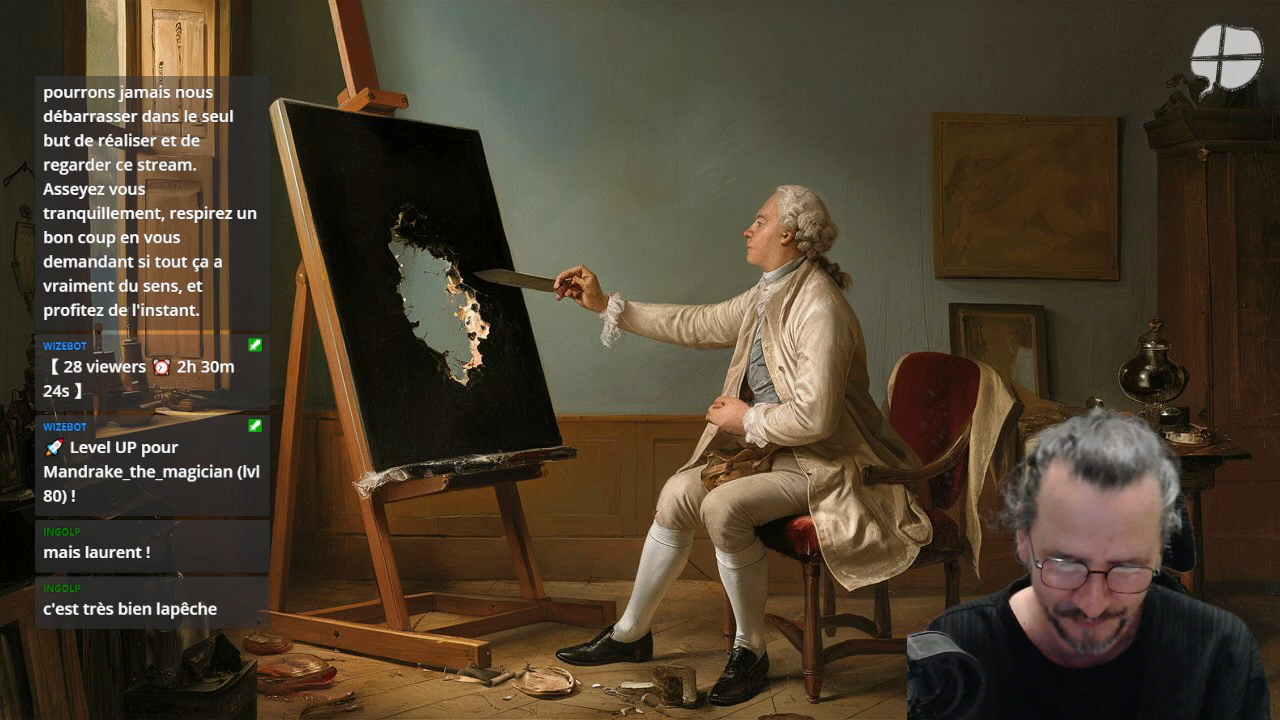 pourrons jamais nous
débarrasser dans le seul
but de réaliser et de
regarder ce stream.
Asseyez vous
tranquillement, respirez un
bon coup en vous
demandant si tout ça a
vraiment du sens, et
profitez de l'instant.
WIZEBOT
【 28 viewers ⏰ 2h 30m
24s 】
WIZEBOT
🚀 Level UP pour
Mandrake_the_magician (lvl
80) !
INGOLP
mais laurent !
INGOLP
c'est très bien lapêche